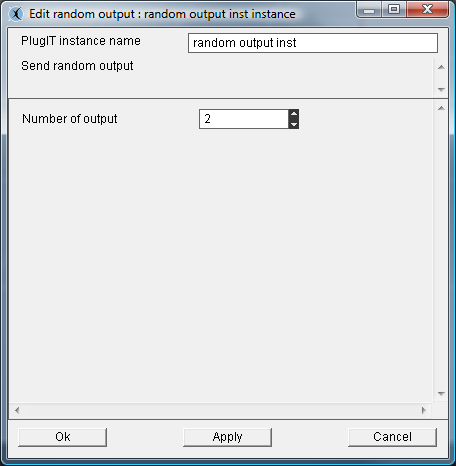 Edit random output : random output inst instance
PlugIT instance name random output inst
Send random output
Number of output 2
Ok Apply Cancel